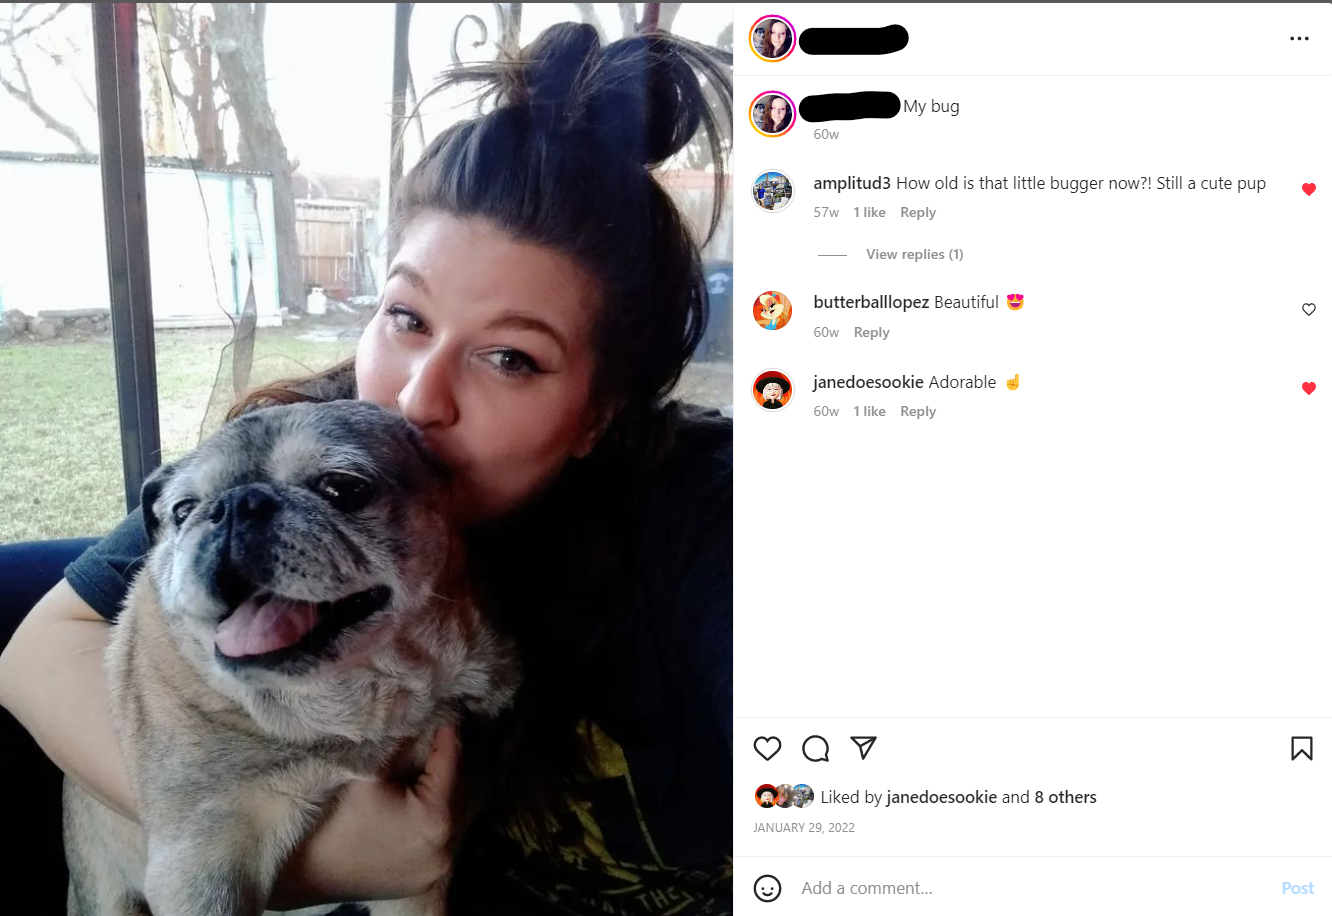 My bug
60w
amplitud3 How old is that little bugger now?! Still a cute pup
57w 1 like Reply
View replies (1)
butterballlopez Beautiful 😍
60w Reply
janedoesookie Adorable ☝
60w 1 like Reply
Liked by janedoesookie and 8 others
JANUARY 29, 2022
Add a comment... Post
THE